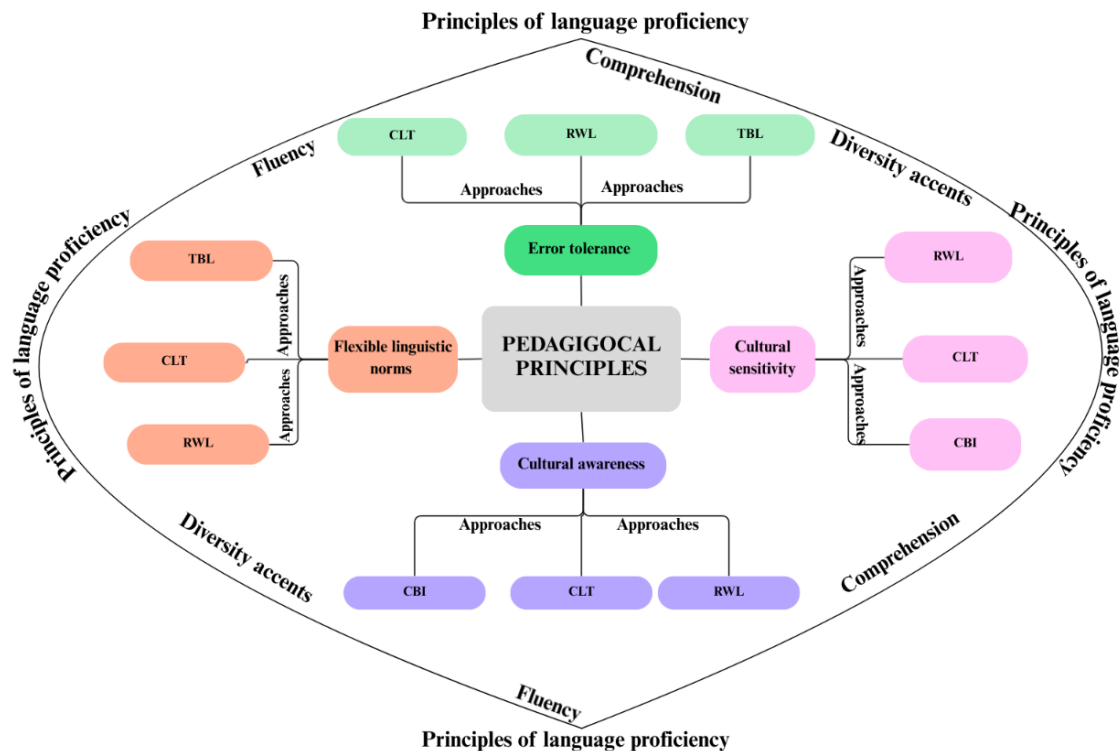 Principles of language proficiency
Comprehension
Fluency
Diversity accents
Principles of language proficiency
Principles of language proficiency
CLT
RWL
TBL
Approaches
Approaches
Error tolerance
TBL
CLT
RWL
Approaches
Approaches
Flexible linguistic
norms
PEDAGIGOCAL
PRINCIPLES
Cultural
sensitivity
Approaches
Approaches
RWL
CLT
CBI
Cultural awareness
Approaches
Approaches
CBI
CLT
RWL
Diversity accents
Comprehension
Fluency
Principles of language proficiency